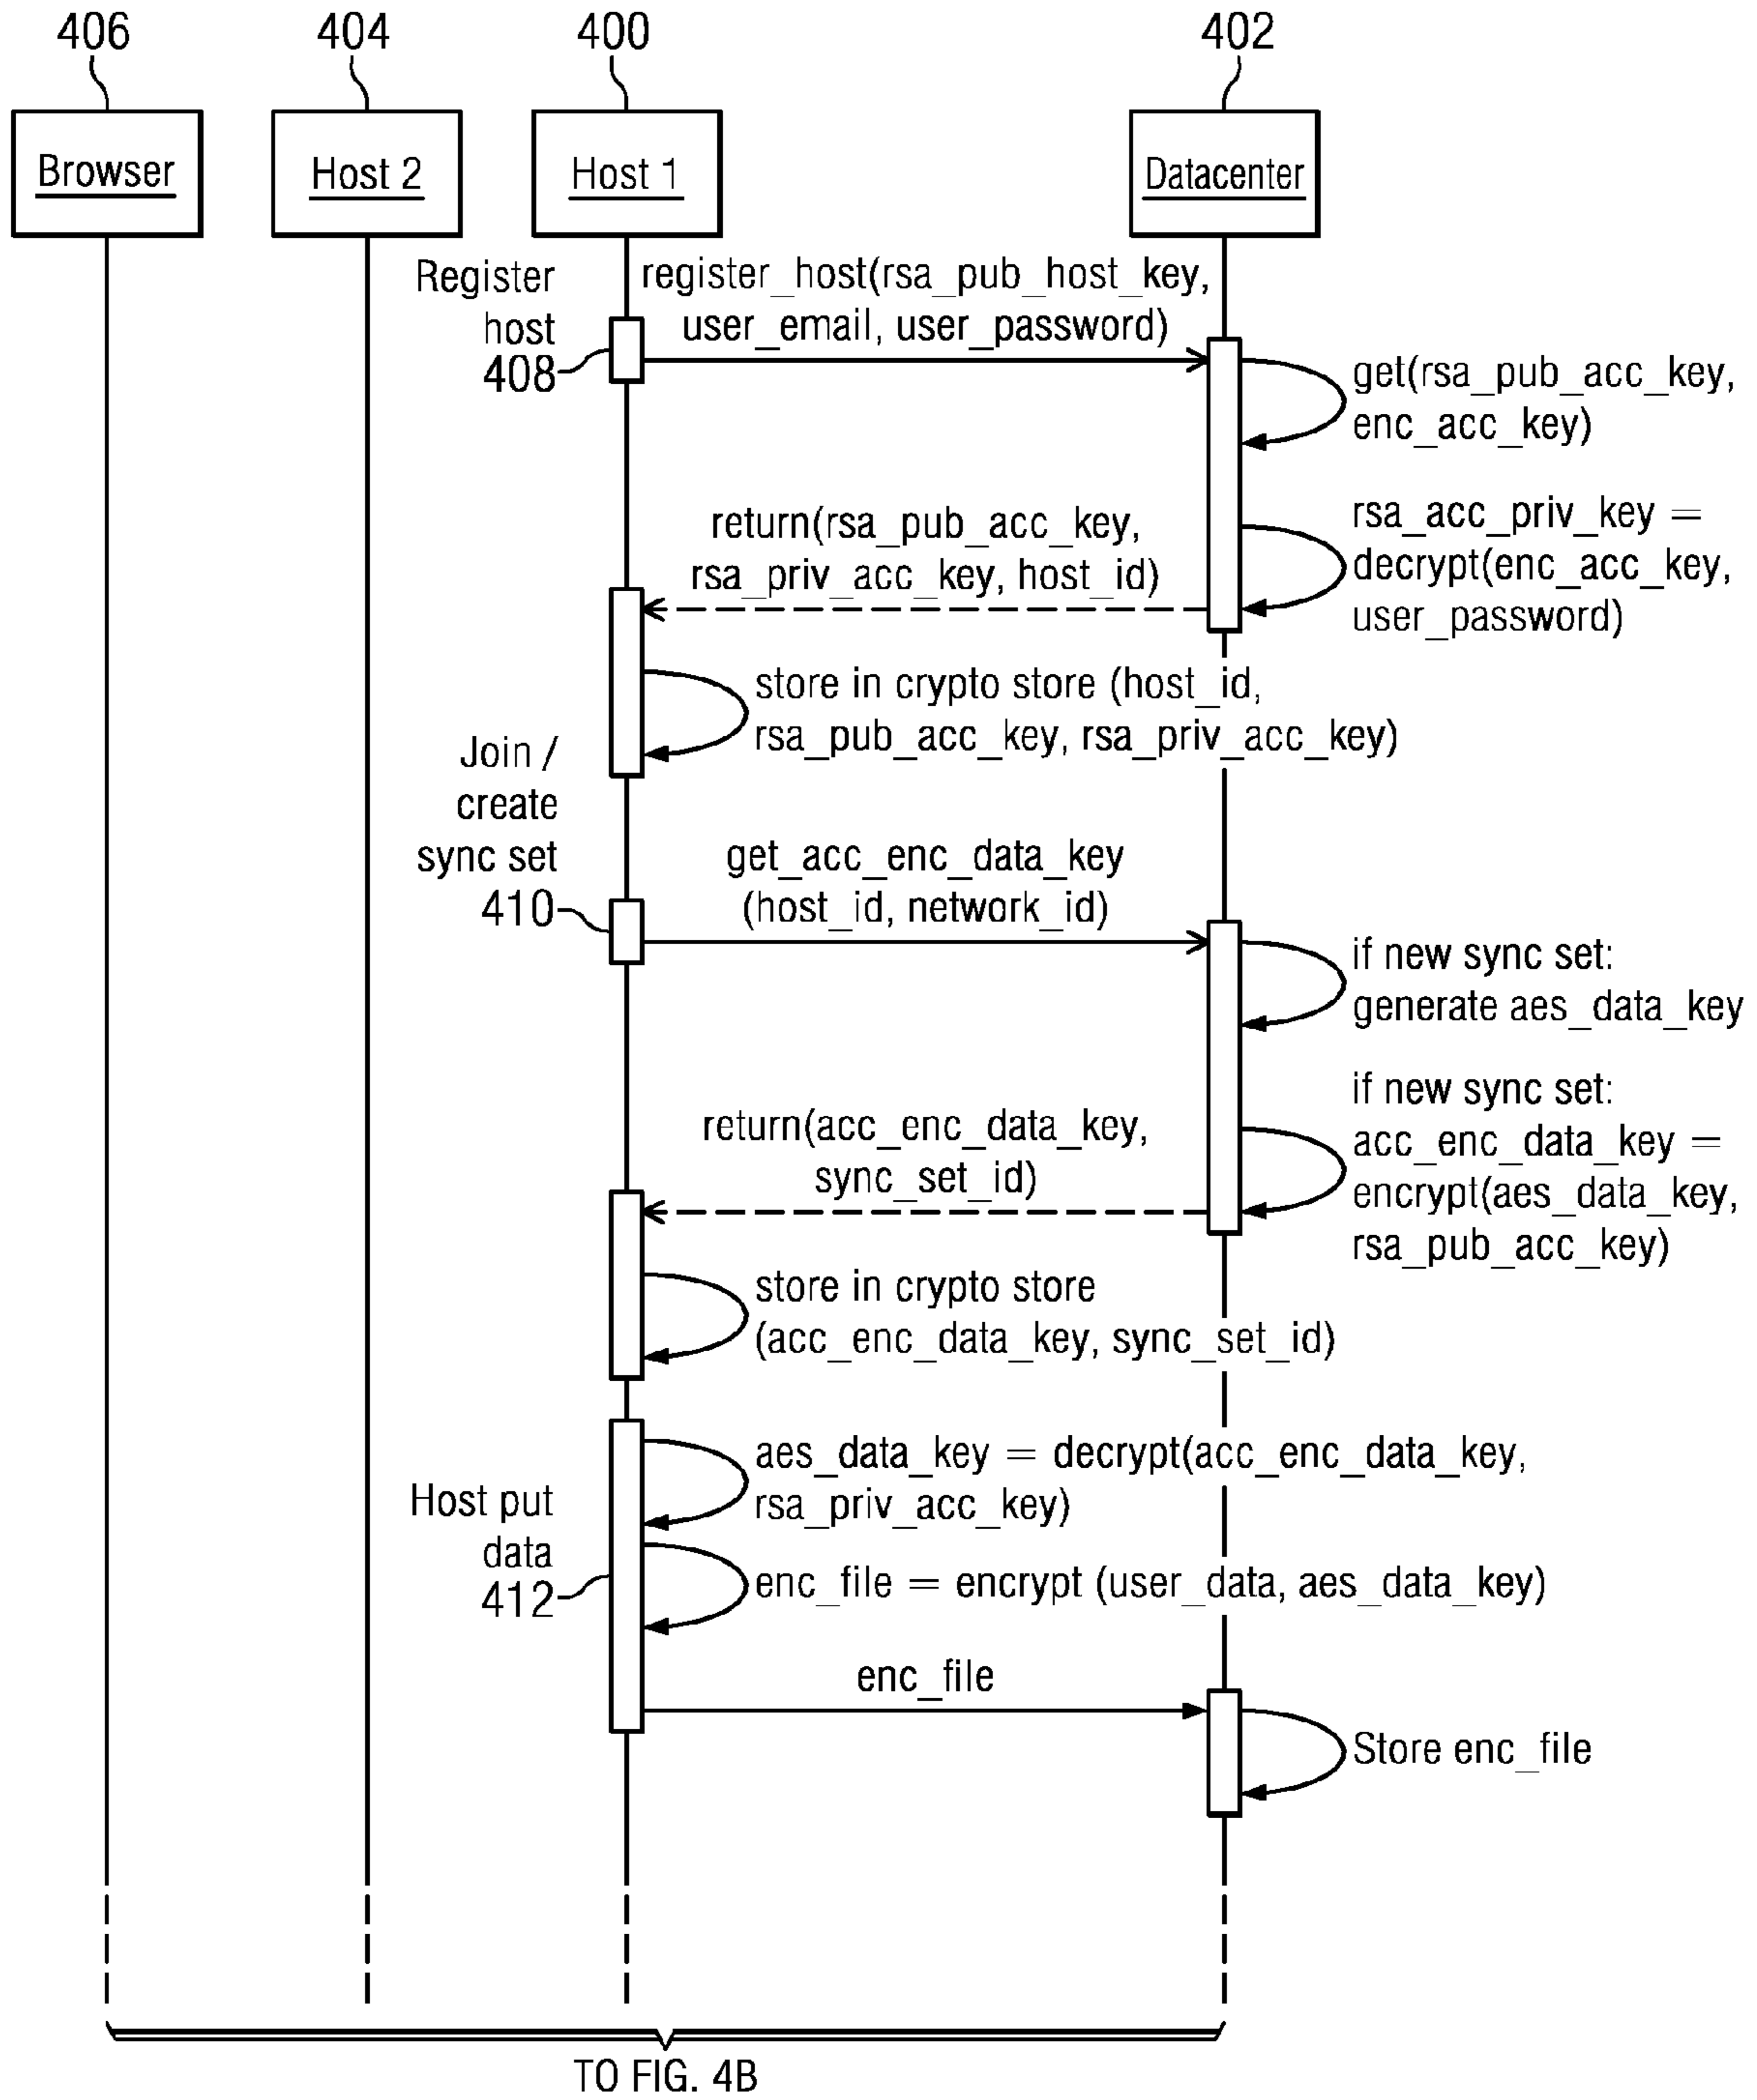 406
404
400
402
Browser
Host 2
Host 1
Datacenter
Register
host
408
register_host(rsa_pub_host_key,
user_email, user_password)
get(rsa_pub_acc_key,
enc_acc_key)
rsa_acc_priv_key =
decrypt(enc_acc_key,
user_password)
return(rsa_pub_acc_key,
rsa_priv_acc_key, host_id)
store in crypto store (host_id,
rsa_pub_acc_key, rsa_priv_acc_key)
Join /
create
sync set
410
get_acc_enc_data_key
(host_id, network_id)
if new sync set:
generate aes_data_key
if new sync set:
acc_enc_data_key =
encrypt(aes_data_key,
rsa_pub_acc_key)
return(acc_enc_data_key,
sync_set_id)
store in crypto store
(acc_enc_data_key, sync_set_id)
Host put
data
412
aes_data_key = decrypt(acc_enc_data_key,
rsa_priv_acc_key)
enc_file = encrypt (user_data, aes_data_key)
enc_file
Store enc_file
TO FIG. 4B